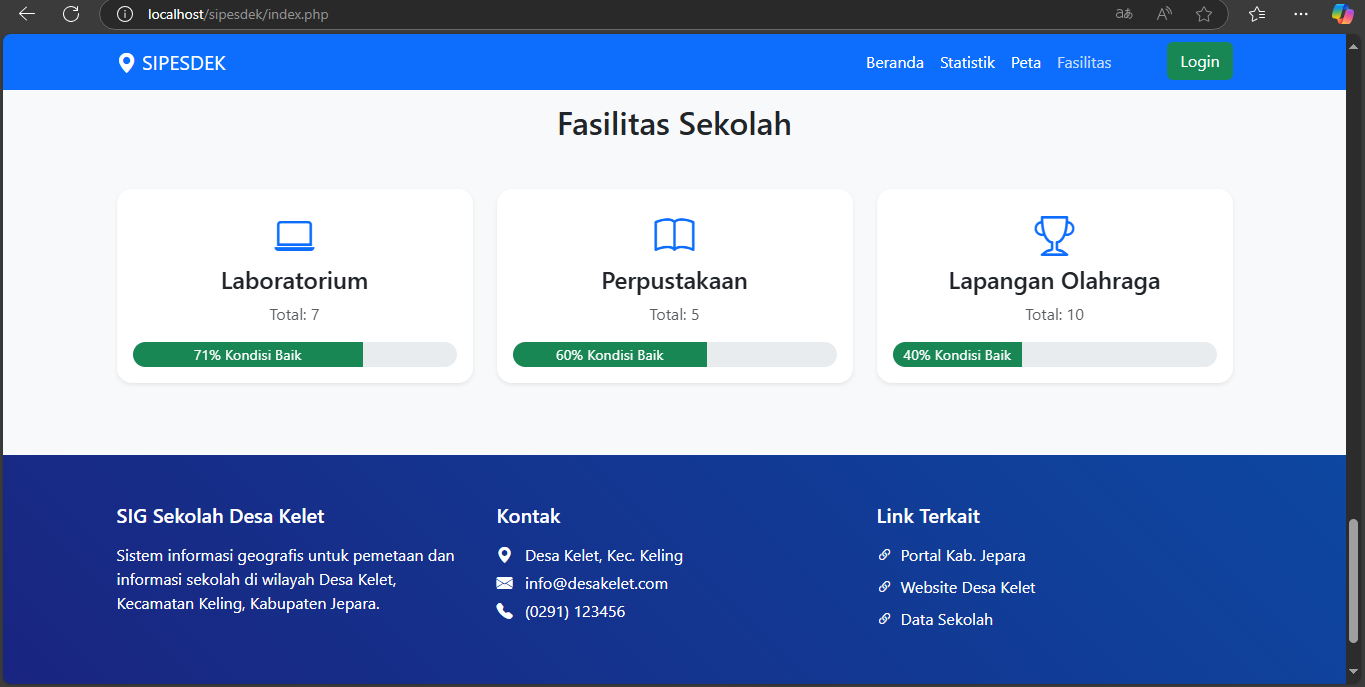 localhost/sipesdek/index.php
SIPESDEK
Beranda Statistik Peta Fasilitas Login
Fasilitas Sekolah
Laboratorium
Total: 7
71% Kondisi Baik
Perpustakaan
Total: 5
60% Kondisi Baik
Lapangan Olahraga
Total: 10
40% Kondisi Baik
SIG Sekolah Desa Kelet
Sistem informasi geografis untuk pemetaan dan
informasi sekolah di wilayah Desa Kelet,
Kecamatan Keling, Kabupaten Jepara.
Kontak
Desa Kelet, Kec. Keling
info@desakelet.com
(0291) 123456
Link Terkait
Portal Kab. Jepara
Website Desa Kelet
Data Sekolah